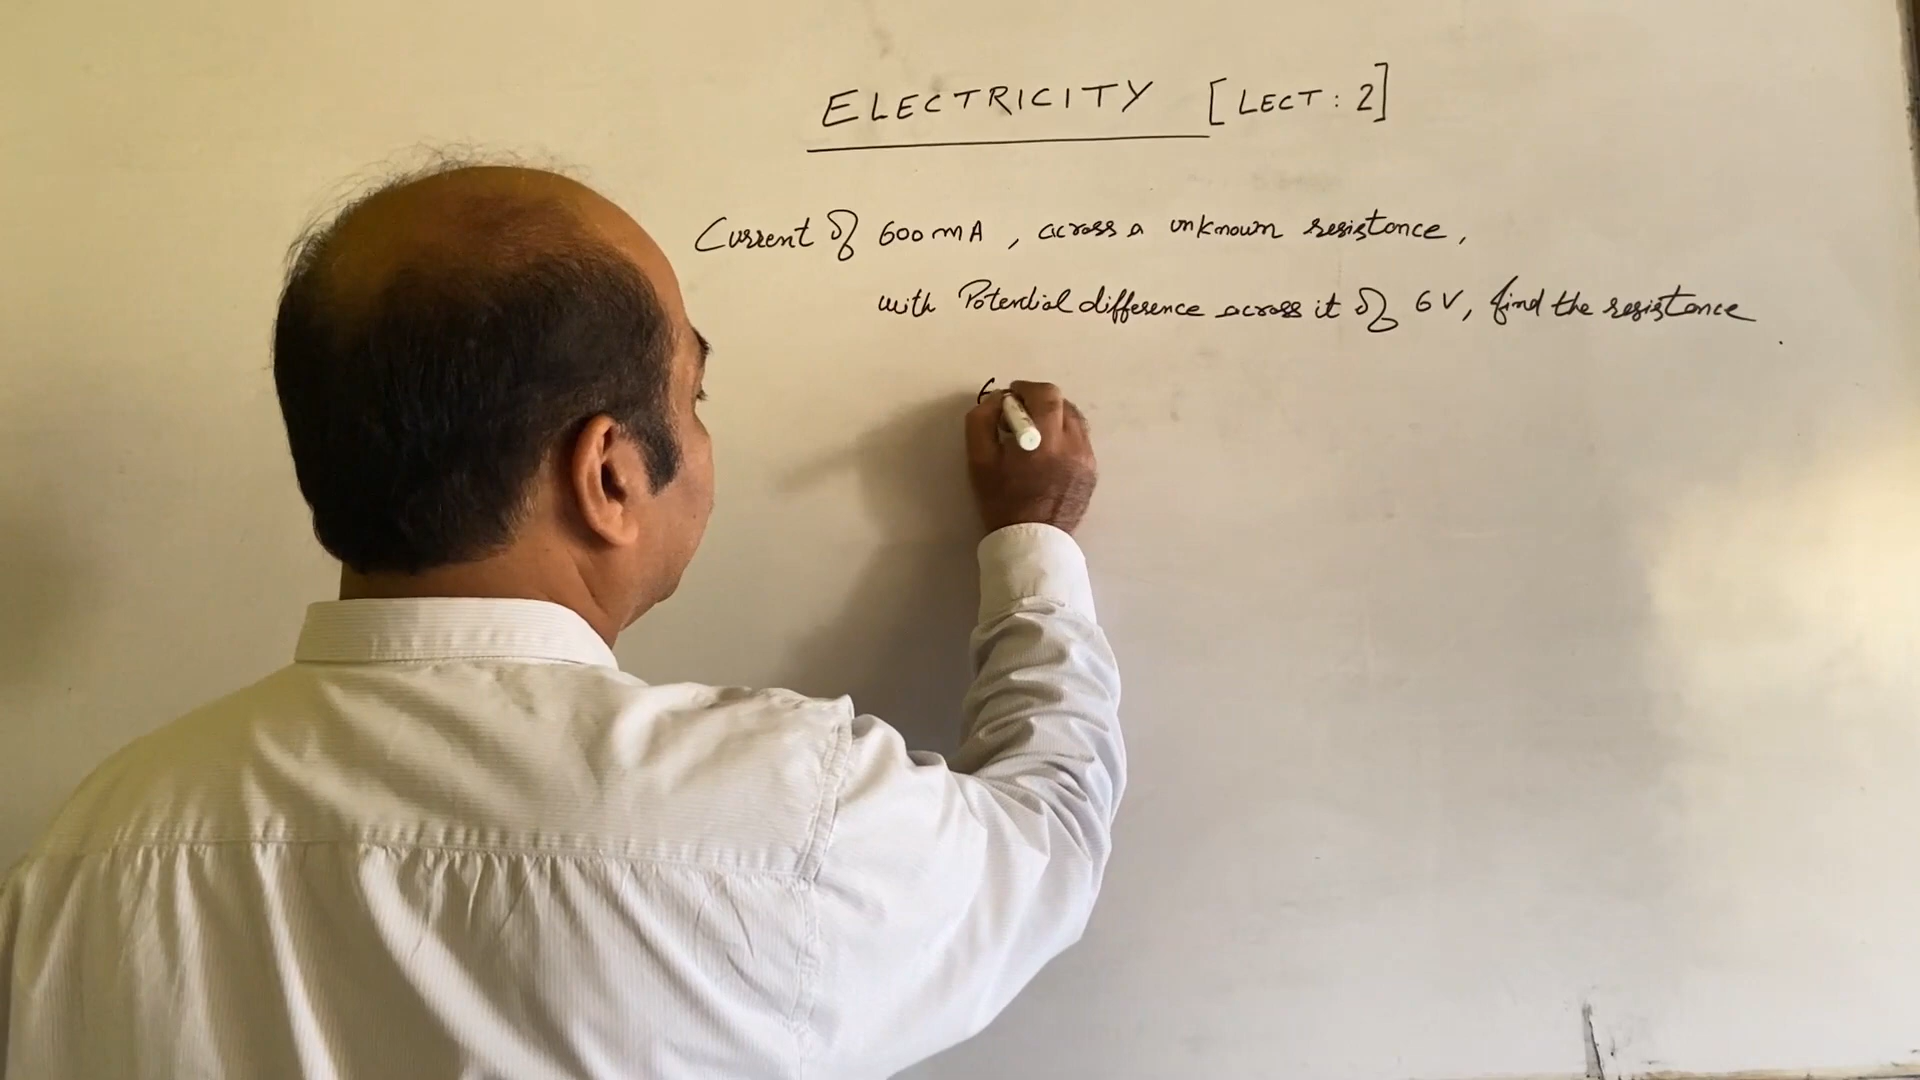 ELECTRICITY [LECT : 2]
Current of 600 mA , across a unknown resistance ,
with Potential difference across it of 6 V, find the resistance .